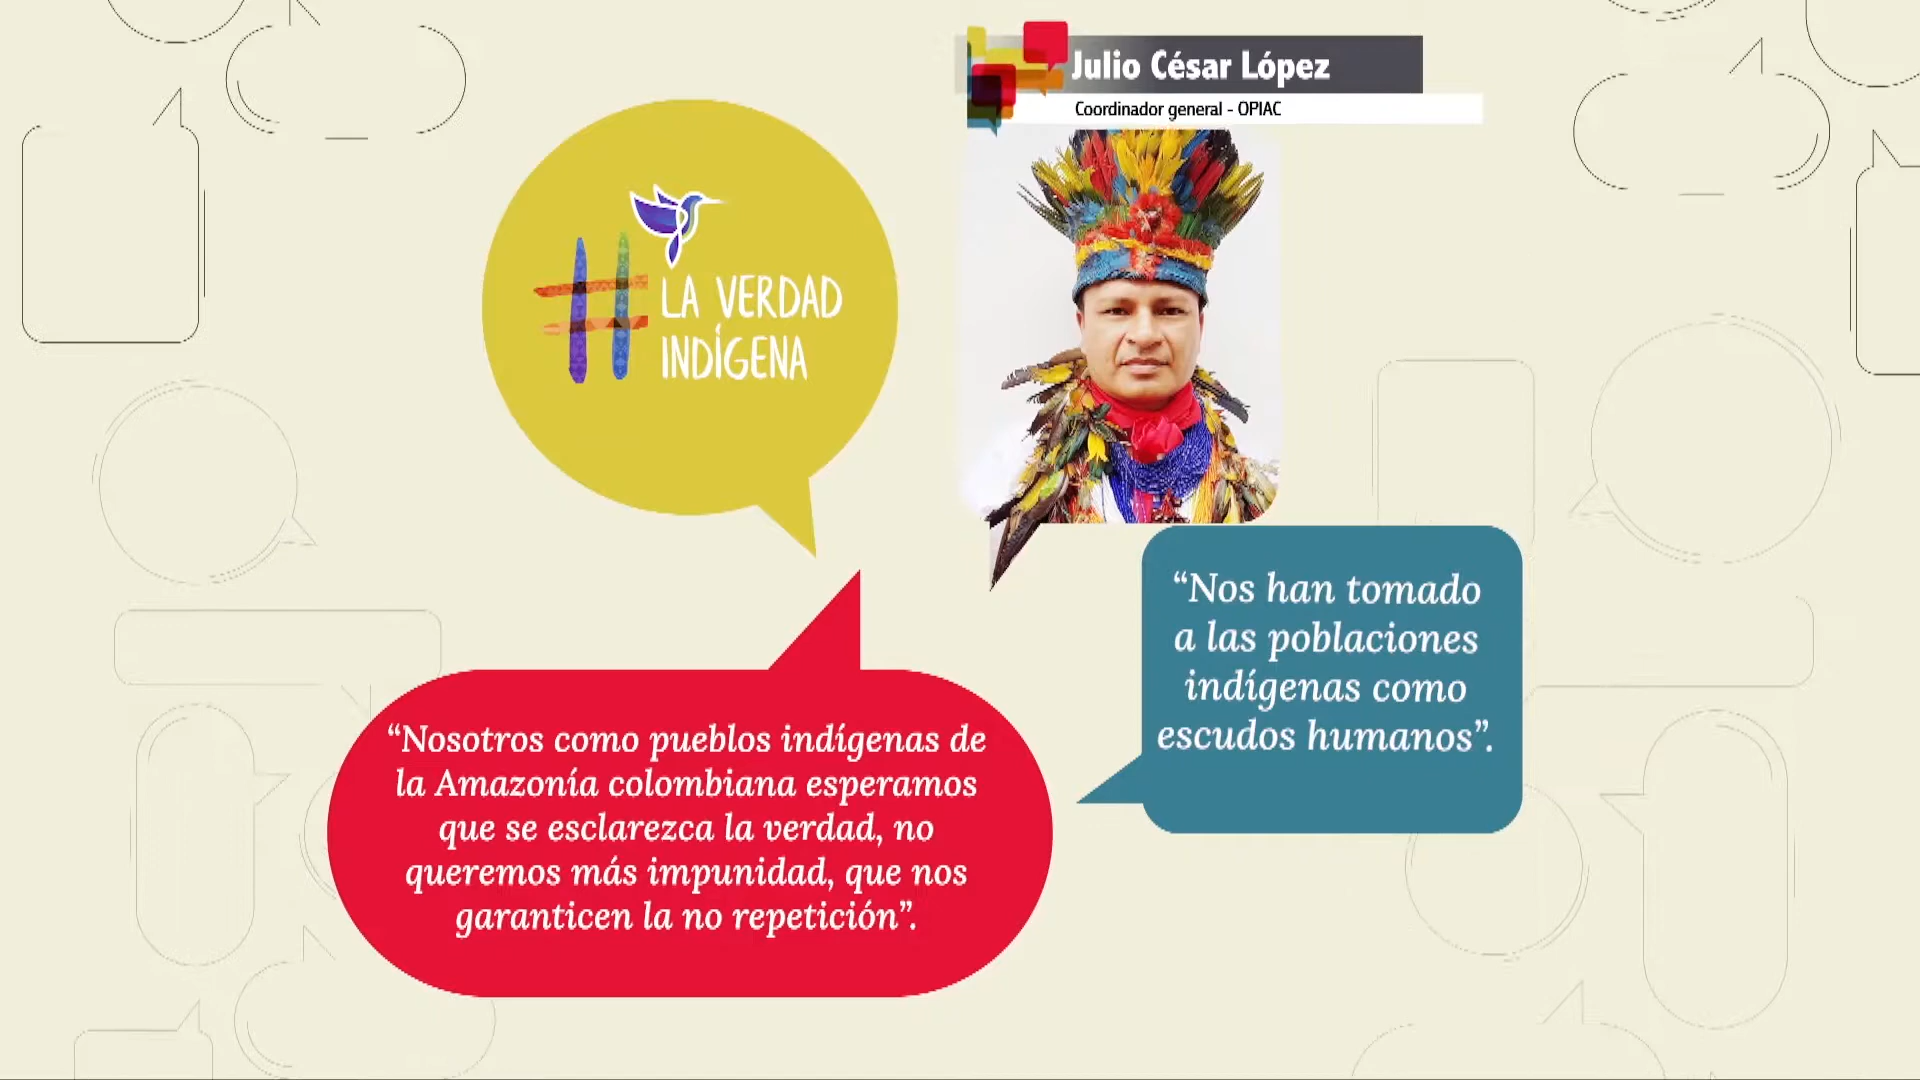 Julio César López
Coordinador general - OPIAC
#LA VERDAD
INDÍGENA
“Nos han tomado
a las poblaciones
indígenas como
escudos humanos”.
“Nosotros como pueblos indígenas de
la Amazonía colombiana esperamos
que se esclarezca la verdad, no
queremos más impunidad, que nos
garanticen la no repetición”.